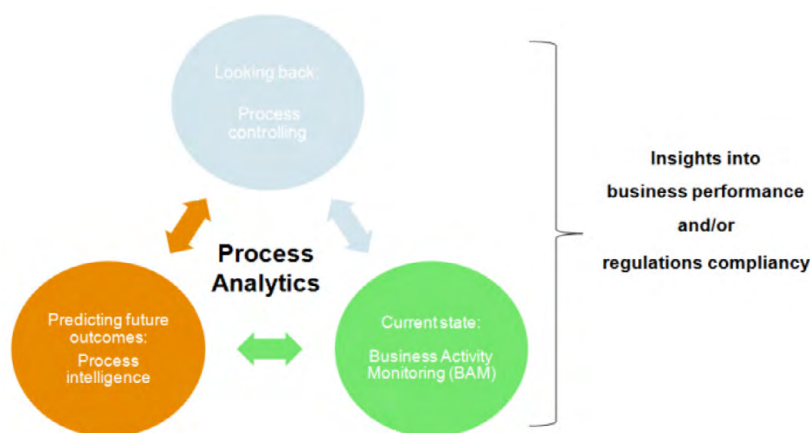 Looking back:
Process
controlling
Process
Analytics
Predicting future
outcomes:
Process
intelligence
Current state:
Business Activity
Monitoring (BAM)
Insights into
business performance
and/or
regulations compliancy